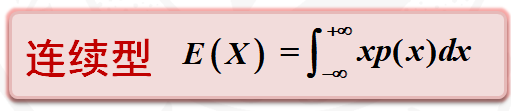 连续型 E(X) = ∫_{-∞}^{+∞} xp(x)dx